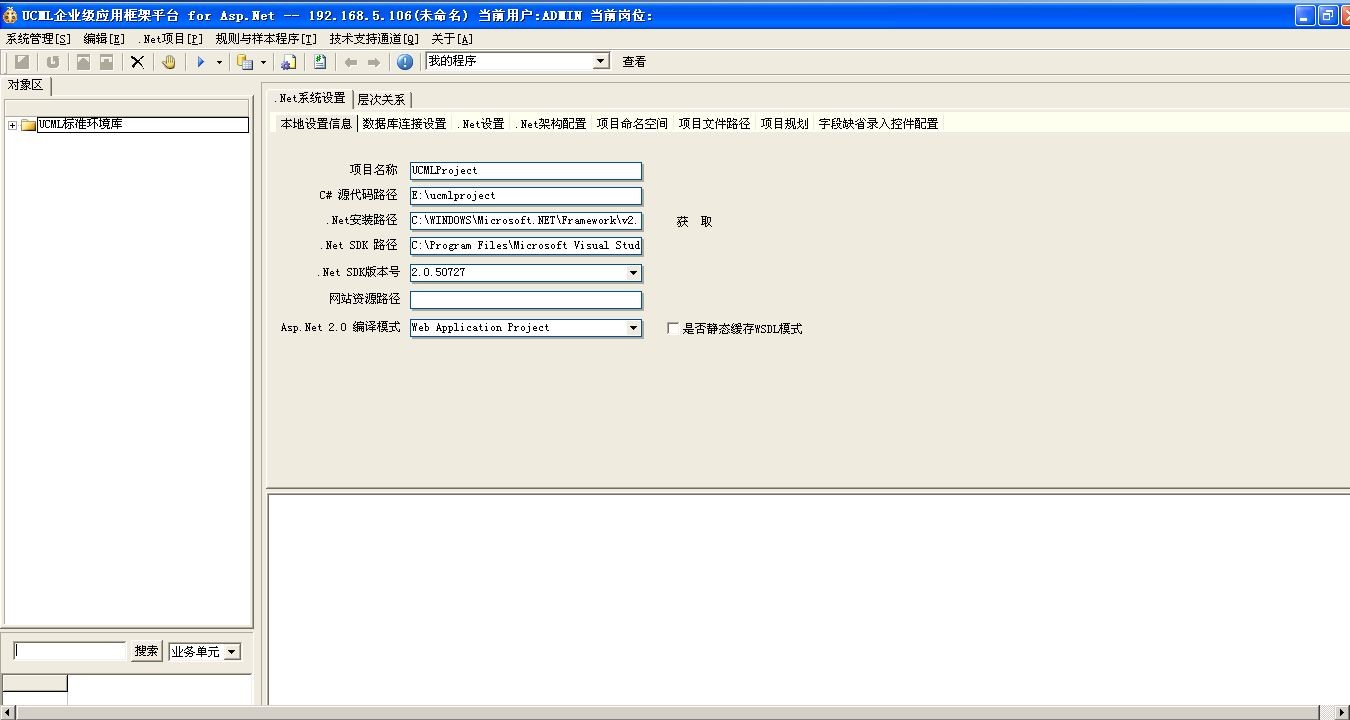 UCML企业级应用框架平台 for Asp.Net -- 192.168.5.106(未命名) 当前用户:ADMIN 当前岗位:
系统管理[S] 编辑[E] .Net项目[P] 规则与样本程序[T] 技术支持通道[Q] 关于[A]
我的程序 查看
对象区
UCML标准环境库
.Net系统设置 层次关系
本地设置信息 数据库连接设置 .Net设置 .Net架构配置 项目命名空间 项目文件路径 项目规划 字段缺省录入控件配置
项目名称 UCMLProject
C# 源代码路径 E:\ucmlproject
.Net安装路径 C:\WINDOWS\Microsoft.NET\Framework\v2. 获 取
.Net SDK 路径 C:\Program Files\Microsoft Visual Stud
.Net SDK版本号 2.0.50727
网站资源路径
Asp.Net 2.0 编译模式 Web Application Project 是否静态缓存WSDL模式
搜索 业务单元